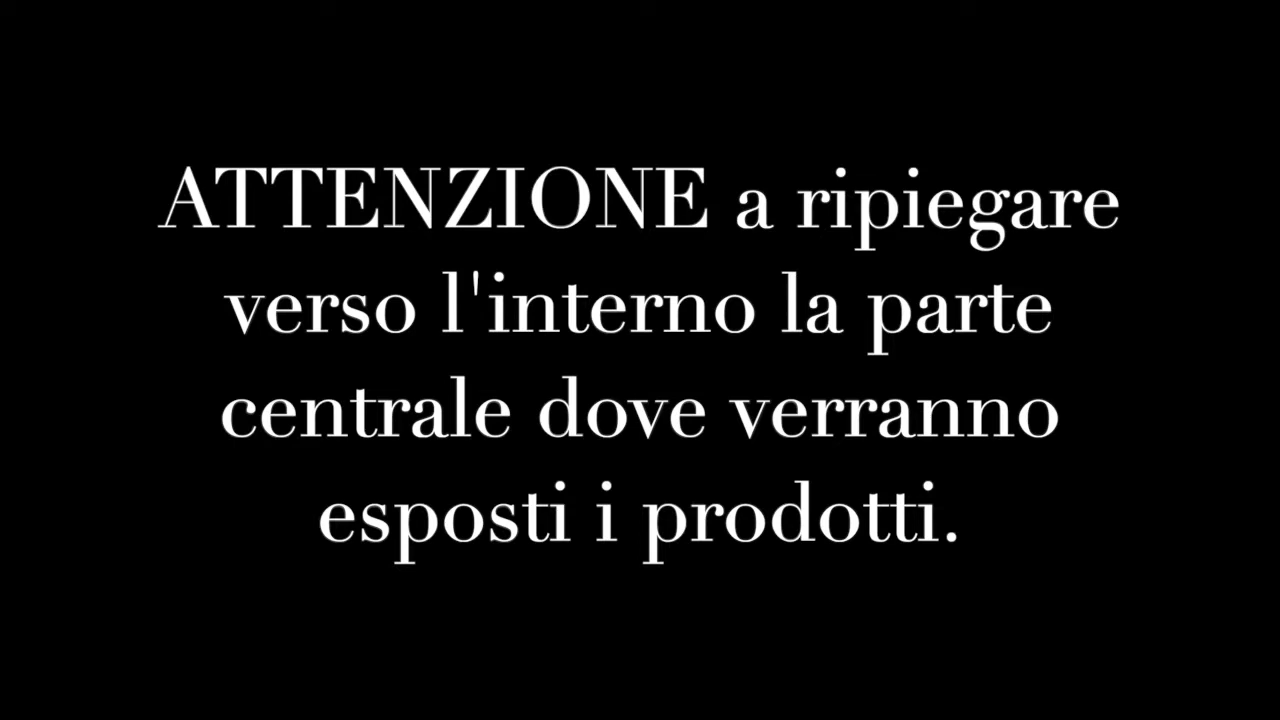 ATTENZIONE a ripiegare
verso l'interno la parte
centrale dove verranno
esposti i prodotti.